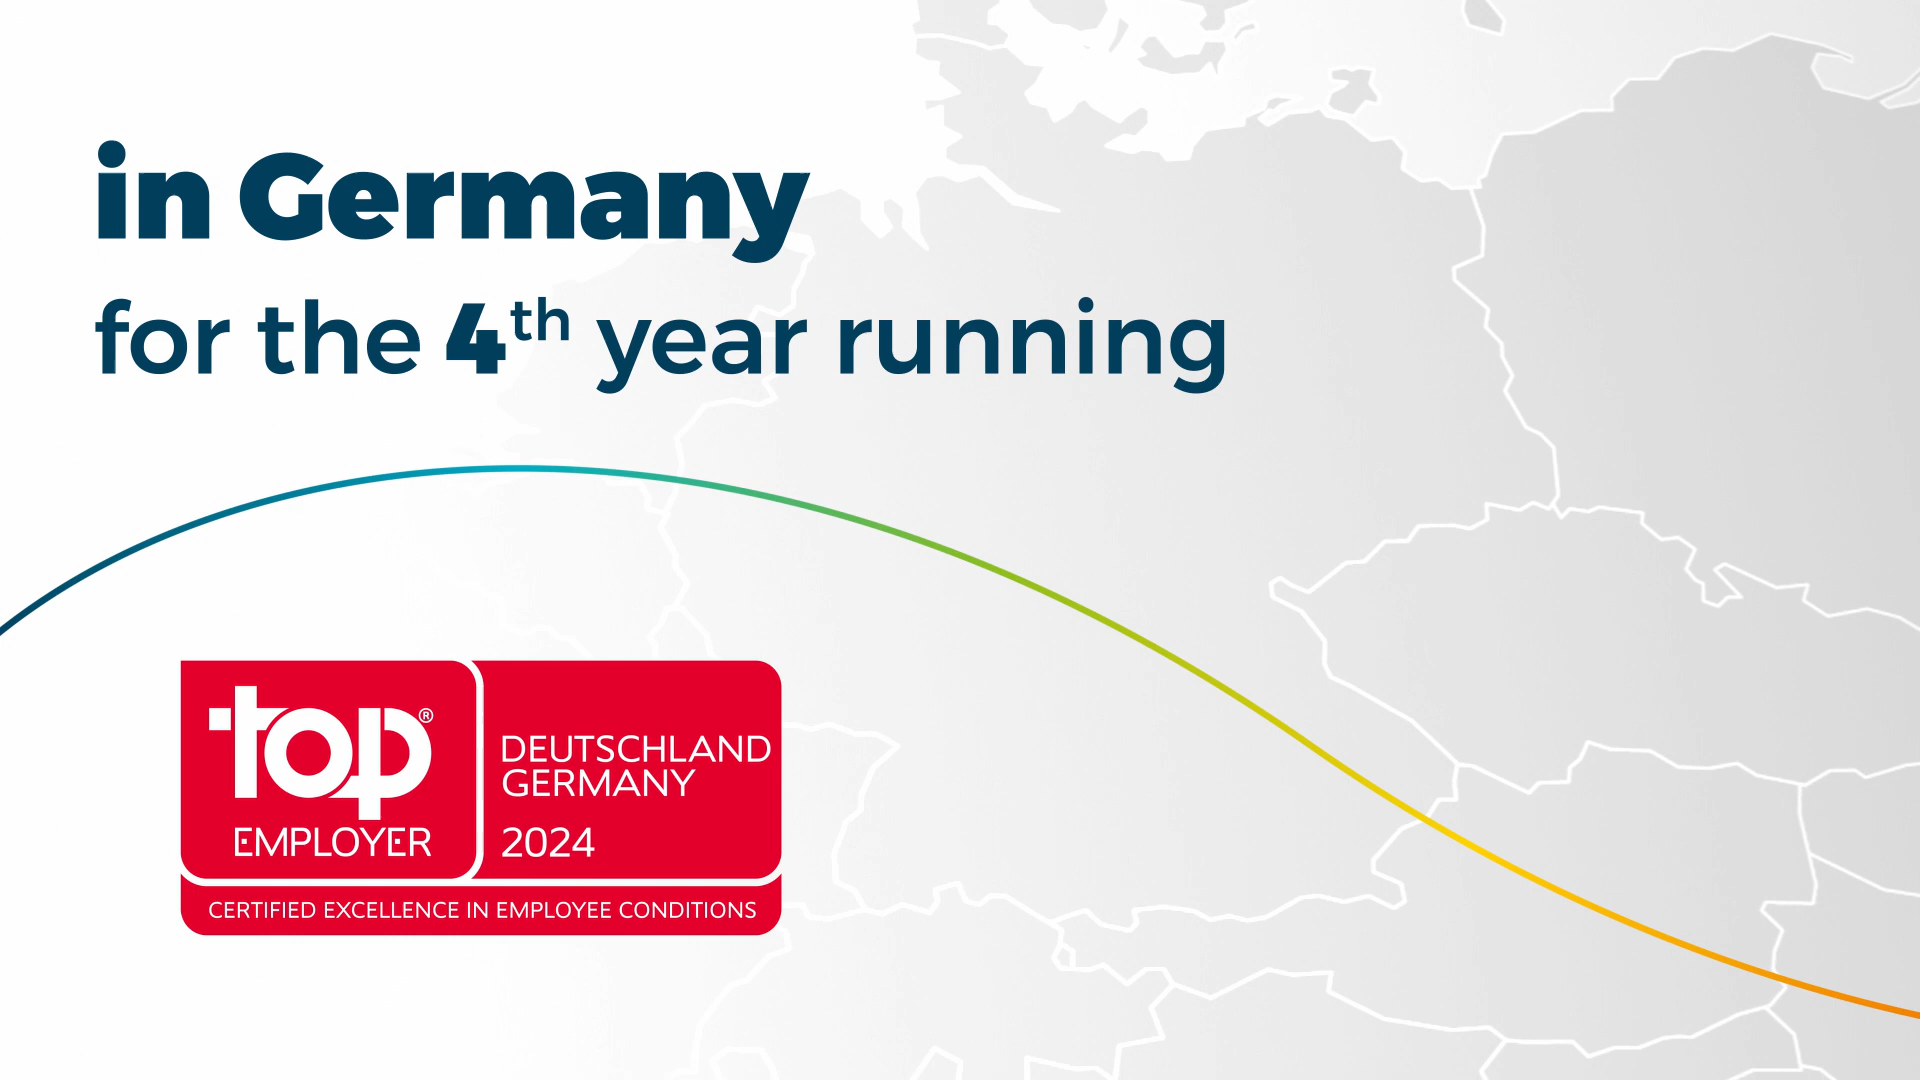 in Germany
for the 4th year running
top®
EMPLOYER
DEUTSCHLAND
GERMANY
2024
CERTIFIED EXCELLENCE IN EMPLOYEE CONDITIONS